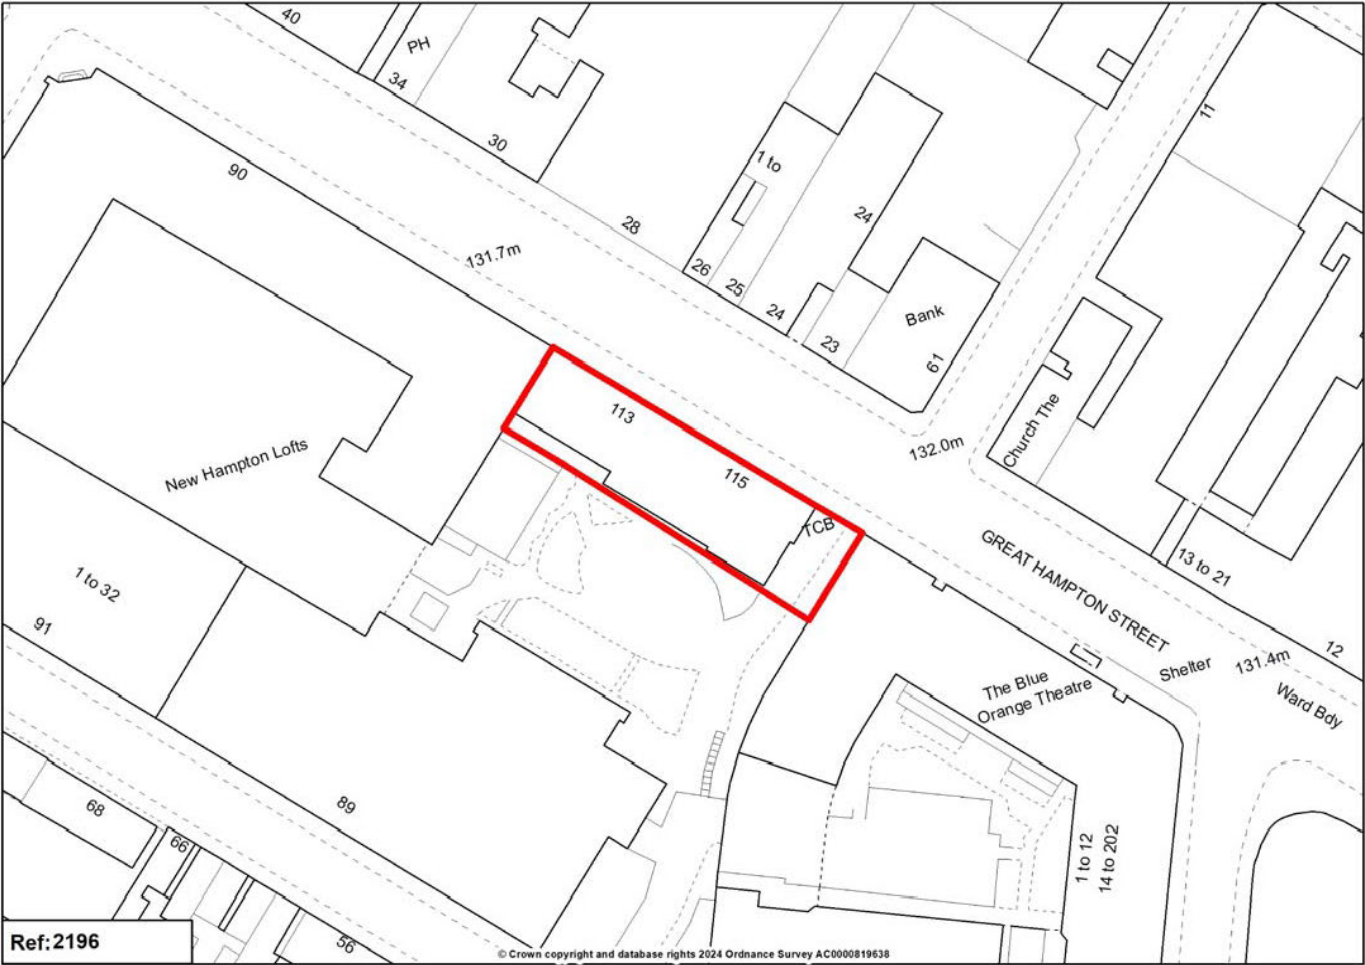 40
PH
34
30
90
131.7m
28
1 to
24
26
25
24
23
Bank
61
11
113
115
TCB
132.0m
Church The
New Hampton Lofts
GREAT HAMPTON STREET
13 to 21
12
Shelter
131.4m
Ward Bdy
The Blue
Orange Theatre
1 to 32
91
89
68
66
56
1 to 12
14 to 202
Ref:2196
© Crown copyright and database rights 2024 Ordnance Survey AC0000819638